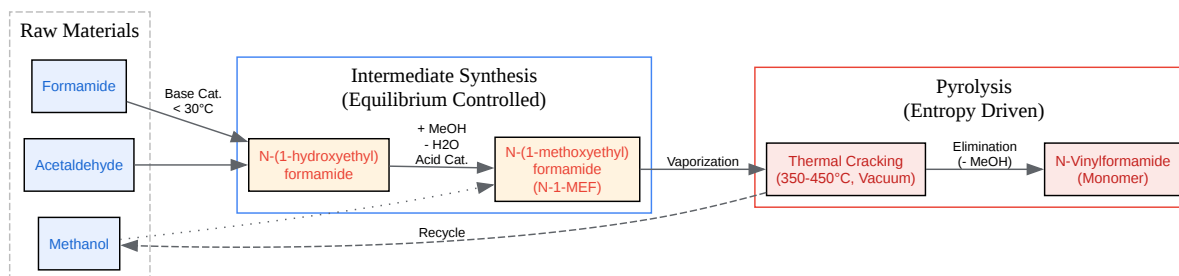 Raw Materials
Formamide
Acetaldehyde
Methanol
Base Cat.
< 30°C
Intermediate Synthesis
(Equilibrium Controlled)
N-(1-hydroxyethyl)
formamide
+ MeOH
- H2O
Acid Cat.
N-(1-methoxyethyl)
formamide
(N-1-MEF)
Vaporization
Recycle
Pyrolysis
(Entropy Driven)
Thermal Cracking
(350-450°C, Vacuum)
Elimination
(- MeOH)
N-Vinylformamide
(Monomer)